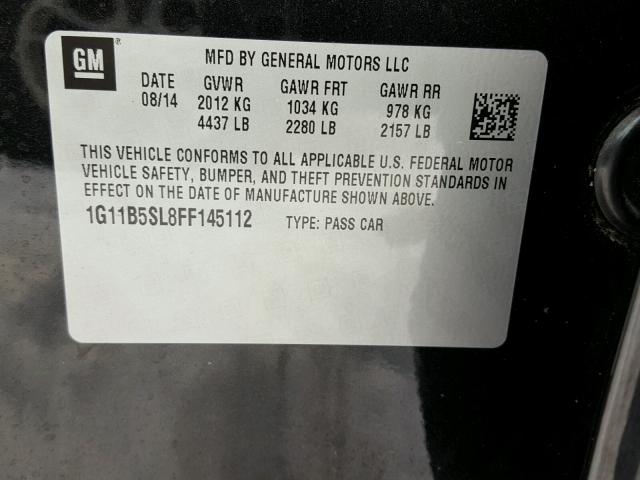 GM ®
MFD BY GENERAL MOTORS LLC
DATE GVWR GAWR FRT GAWR RR
08/14 2012 KG 1034 KG 978 KG
4437 LB 2280 LB 2157 LB
THIS VEHICLE CONFORMS TO ALL APPLICABLE U.S. FEDERAL MOTOR
VEHICLE SAFETY, BUMPER, AND THEFT PREVENTION STANDARDS IN
EFFECT ON THE DATE OF MANUFACTURE SHOWN ABOVE.
1G11B5SL8FF145112 TYPE: PASS CAR